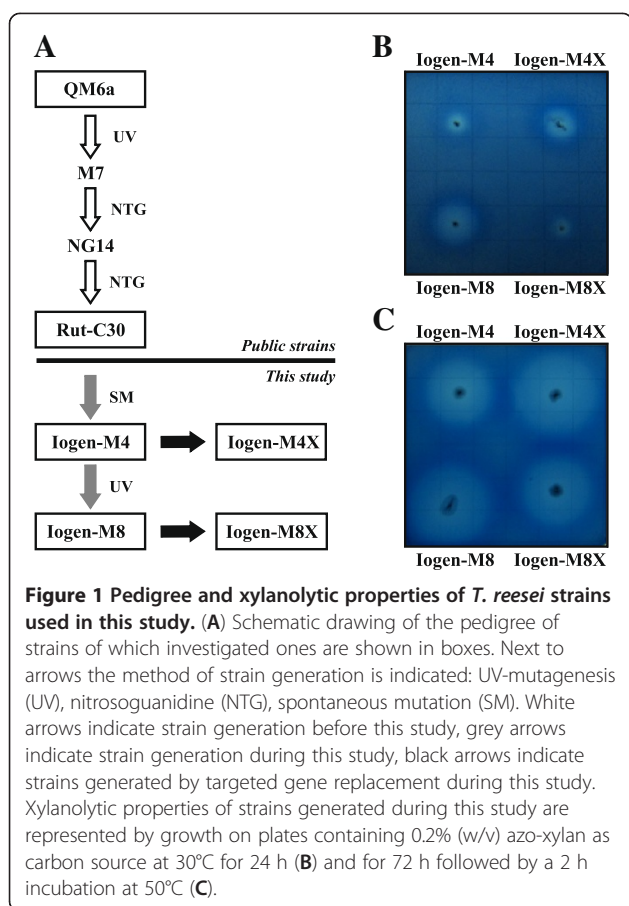 A
QM6a
UV
M7
NTG
NG14
NTG
Rut-C30
Public strains
This study
SM
Iogen-M4
Iogen-M4X
UV
Iogen-M8
Iogen-M8X
B
Iogen-M4 Iogen-M4X
Iogen-M8 Iogen-M8X
C
Iogen-M4 Iogen-M4X
Iogen-M8 Iogen-M8X
Figure 1 Pedigree and xylanolytic properties of T. reesei strains
used in this study. (A) Schematic drawing of the pedigree of
strains of which investigated ones are shown in boxes. Next to
arrows the method of strain generation is indicated: UV-mutagenesis
(UV), nitrosoguanidine (NTG), spontaneous mutation (SM). White
arrows indicate strain generation before this study, grey arrows
indicate strain generation during this study, black arrows indicate
strains generated by targeted gene replacement during this study.
Xylanolytic properties of strains generated during this study are
represented by growth on plates containing 0.2% (w/v) azo-xylan as
carbon source at 30°C for 24 h (B) and for 72 h followed by a 2 h
incubation at 50°C (C).